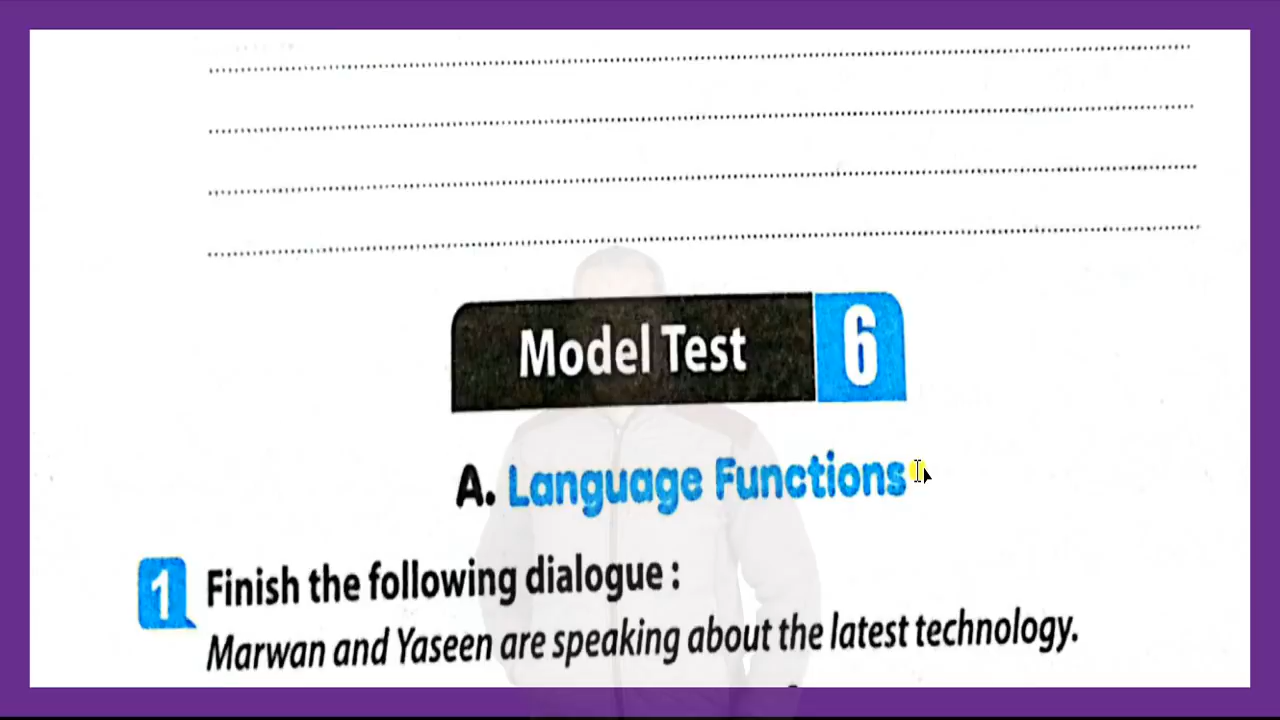 Model Test 6
A. Language Functions
1 Finish the following dialogue :
Marwan and Yaseen are speaking about the latest technology.